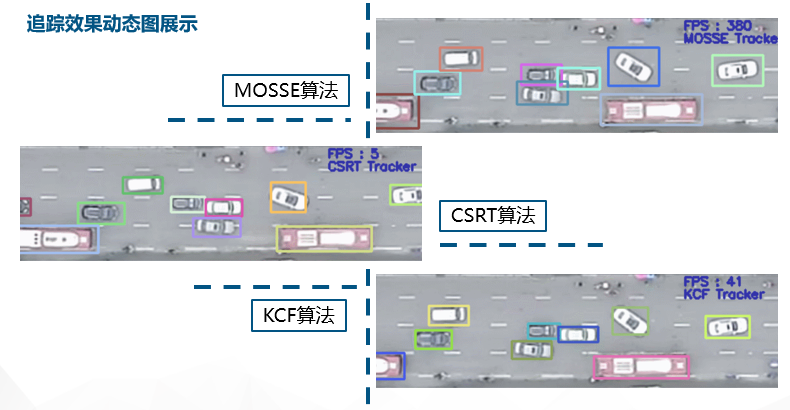 追踪效果动态图展示
FPS : 380
MOSSE Tracke
MOSSE算法
FPS : 5
CSRT Tracker
CSRT算法
FPS : 41
KCF Tracker
KCF算法